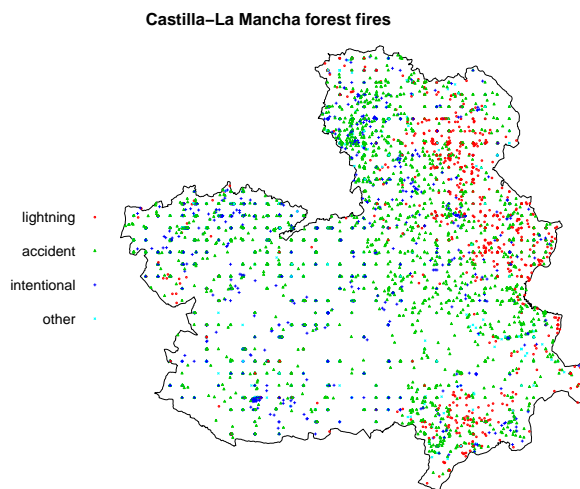 Castilla–La Mancha forest fires
lightning
accident
intentional
other